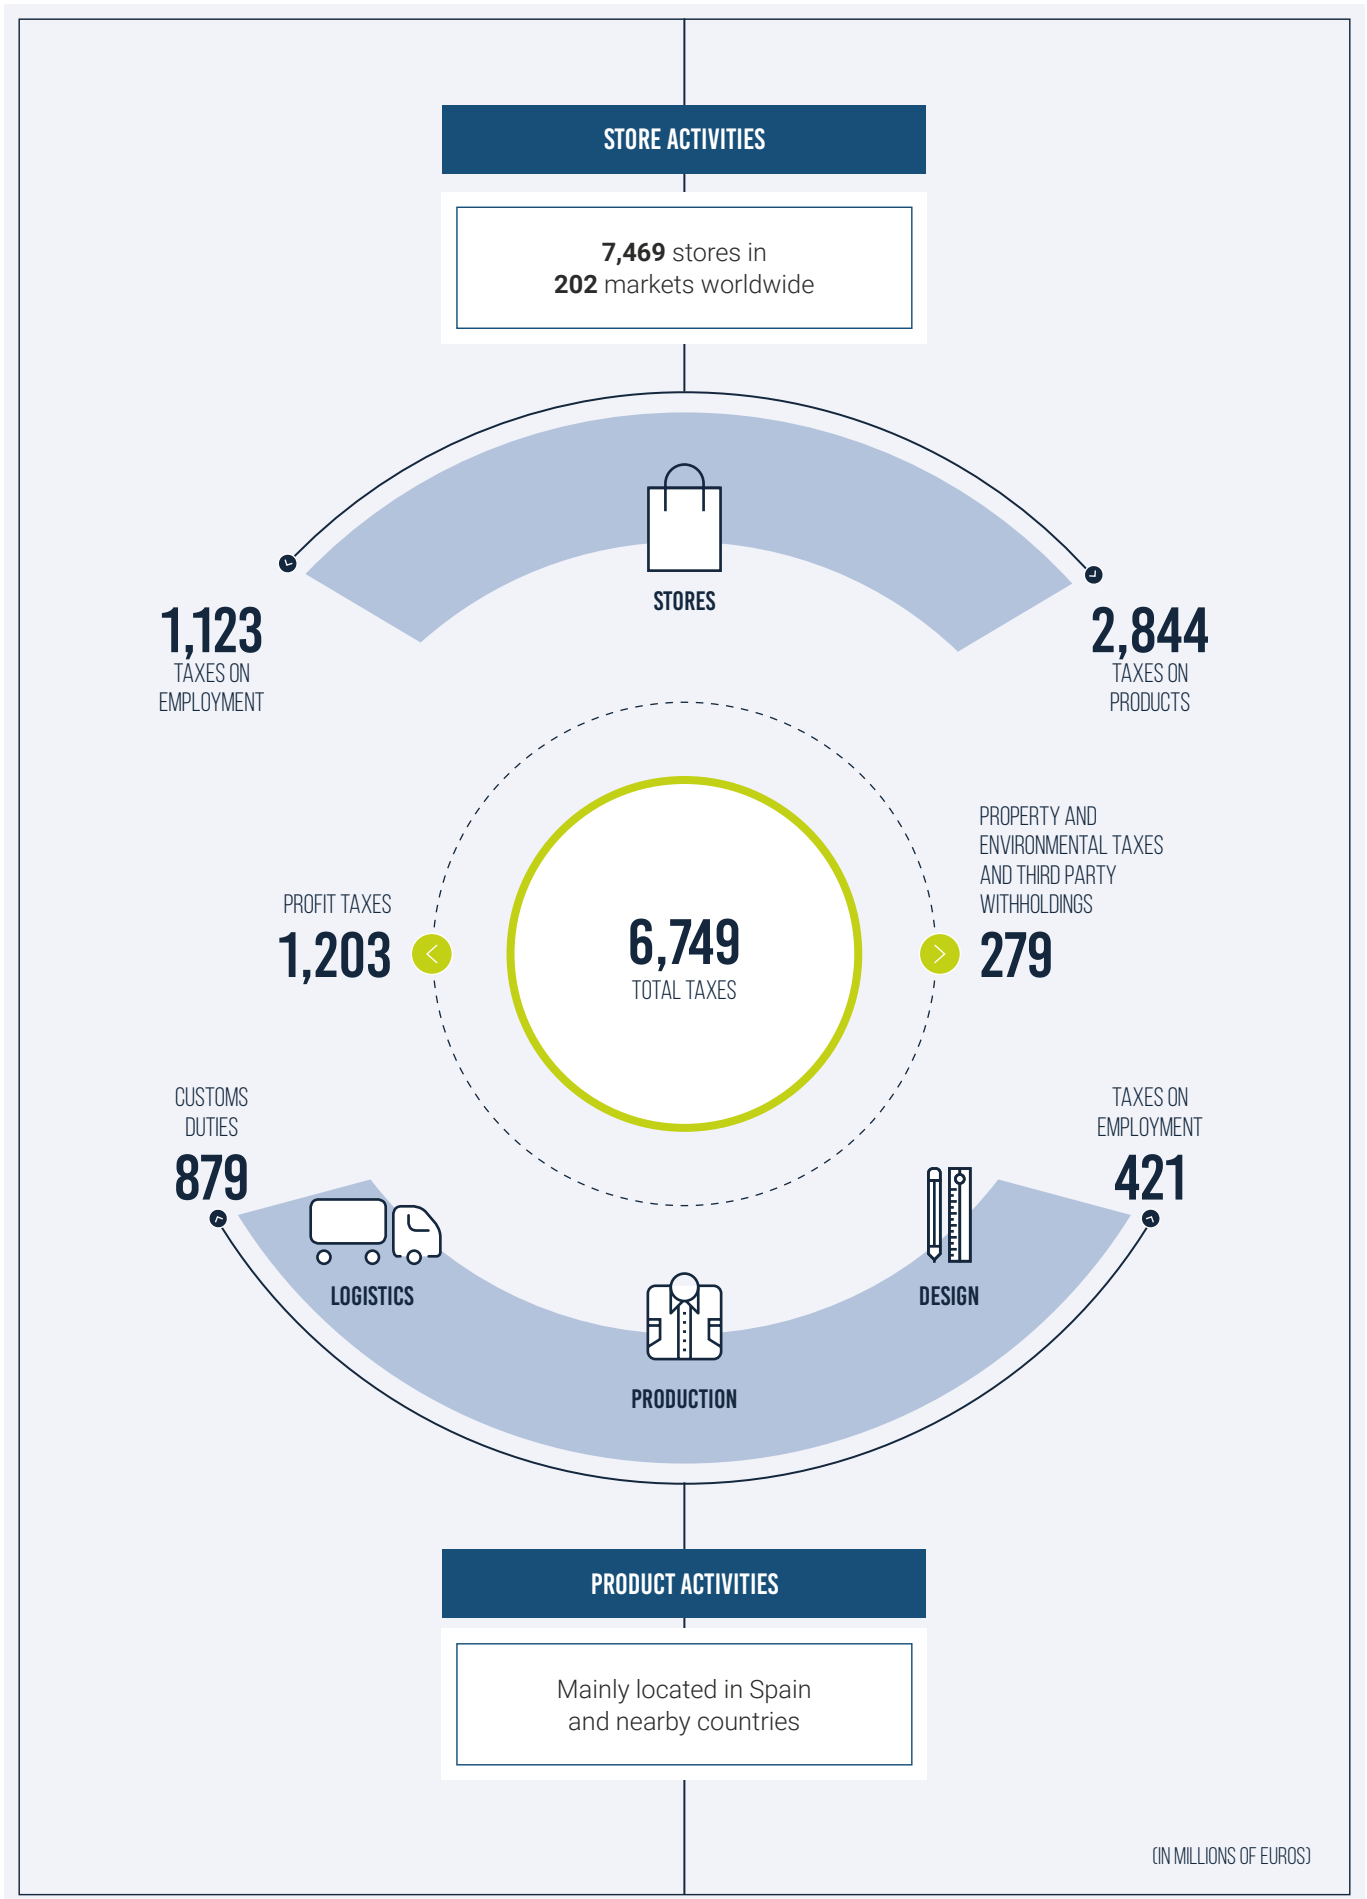 STORE ACTIVITIES
7,469 stores in
202 markets worldwide
STORES
1,123
TAXES ON
EMPLOYMENT
2,844
TAXES ON
PRODUCTS
PROFIT TAXES
1,203
6,749
TOTAL TAXES
PROPERTY AND
ENVIRONMENTAL TAXES
AND THIRD PARTY
WITHHOLDINGS
279
CUSTOMS
DUTIES
879
TAXES ON
EMPLOYMENT
421
LOGISTICS
DESIGN
PRODUCTION
PRODUCT ACTIVITIES
Mainly located in Spain
and nearby countries
(IN MILLIONS OF EUROS)